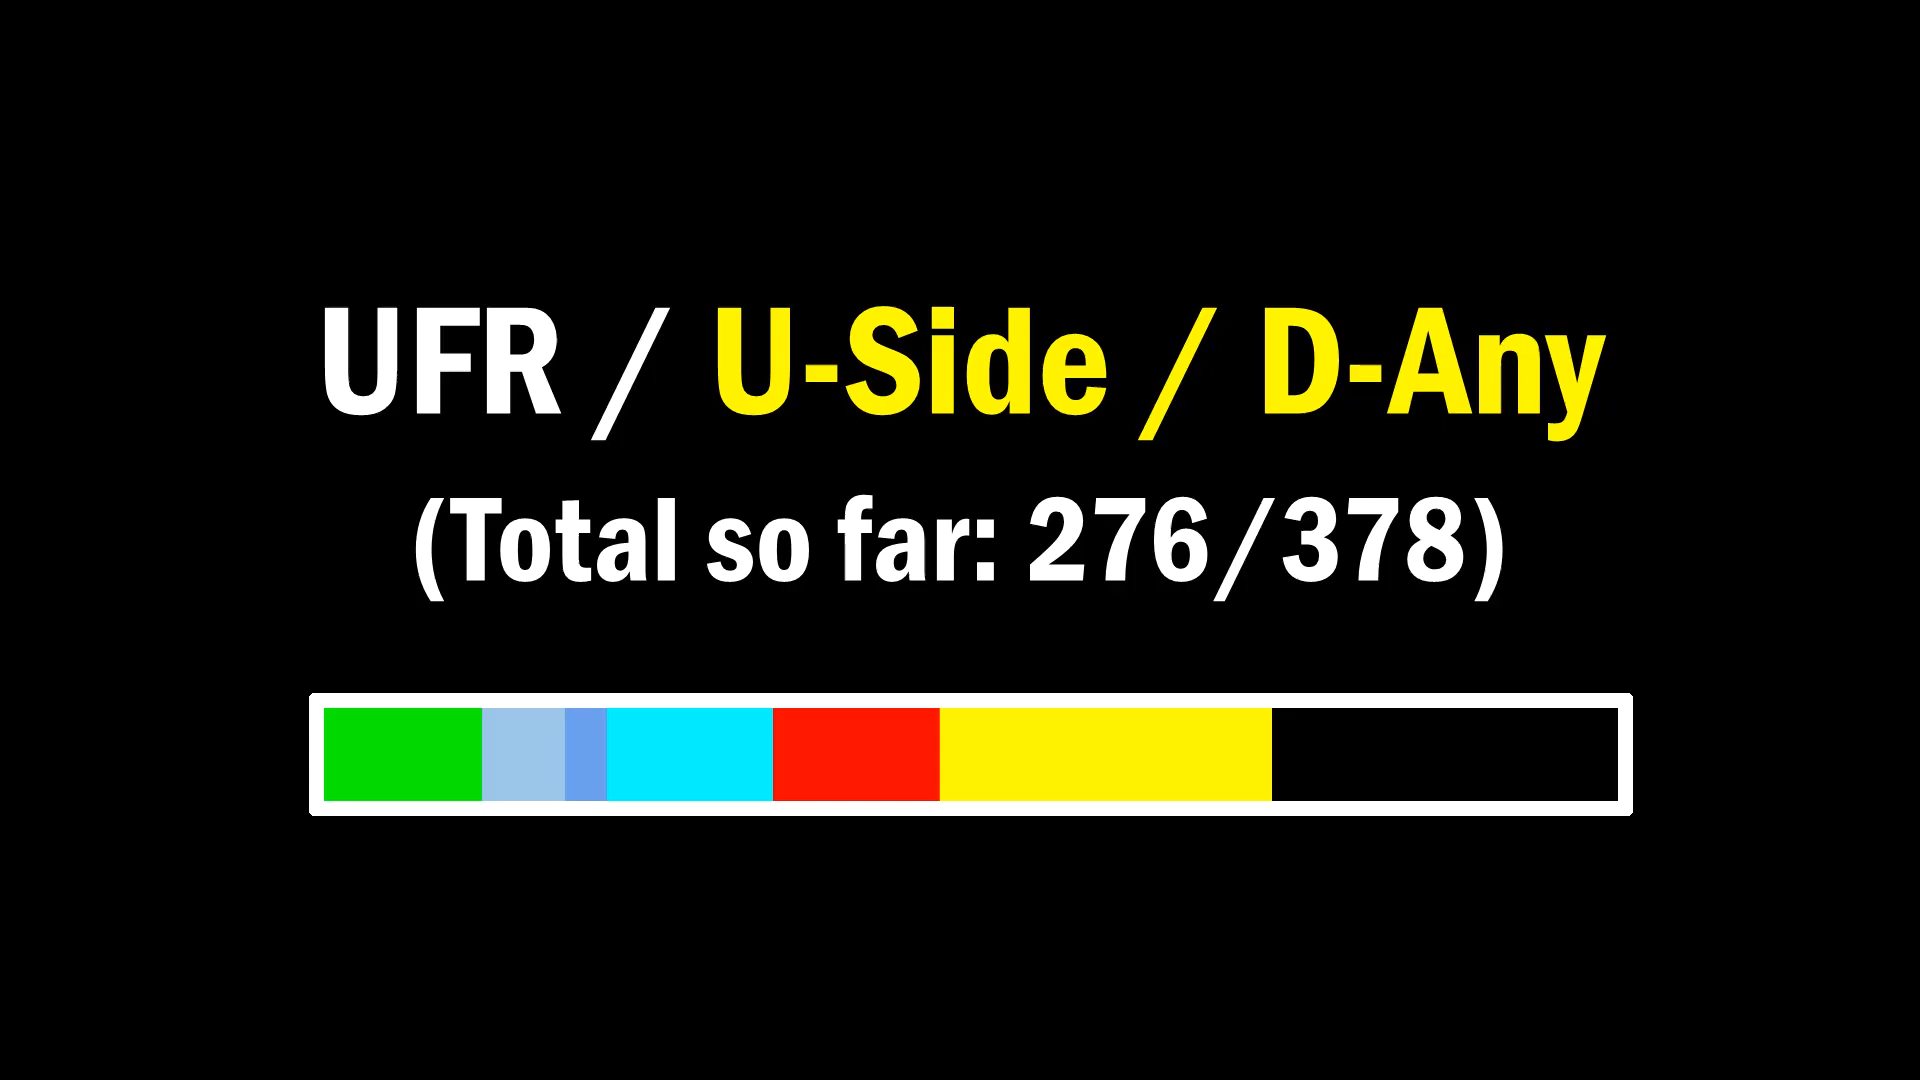 UFR / U-Side / D-Any
(Total so far: 276/378)